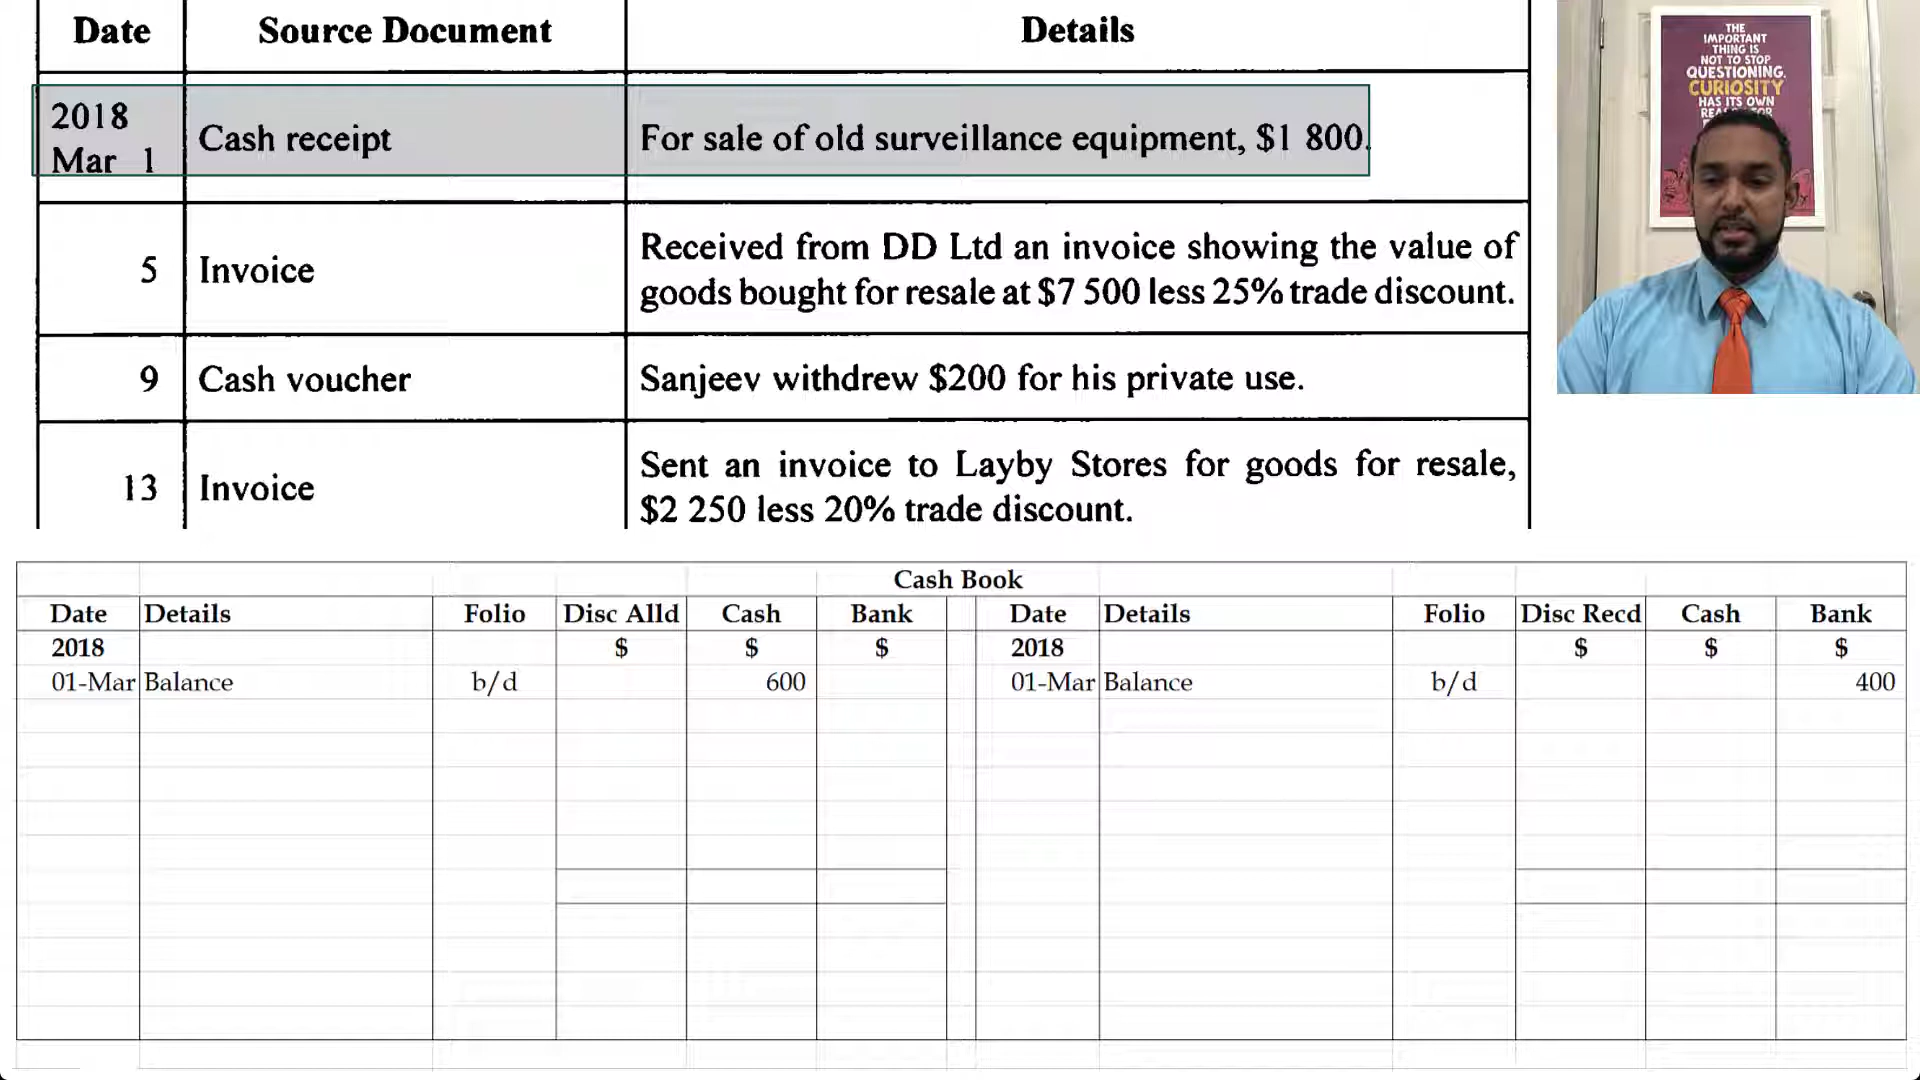 Date Source Document Details
2018
Mar 1 Cash receipt For sale of old surveillance equipment, $1 800.
5 Invoice Received from DD Ltd an invoice showing the value of
goods bought for resale at $7 500 less 25% trade discount.
9 Cash voucher Sanjeev withdrew $200 for his private use.
13 Invoice Sent an invoice to Layby Stores for goods for resale,
$2 250 less 20% trade discount.
THE
IMPORTANT
THING IS
NOT TO STOP
QUESTIONING.
CURIOSITY
HAS ITS OWN
Cash Book
Date Details Folio Disc Alld Cash Bank Date Details Folio Disc Recd Cash Bank
2018 $ $ $ 2018 $ $ $
01-Mar Balance b/d 600 01-Mar Balance b/d 400